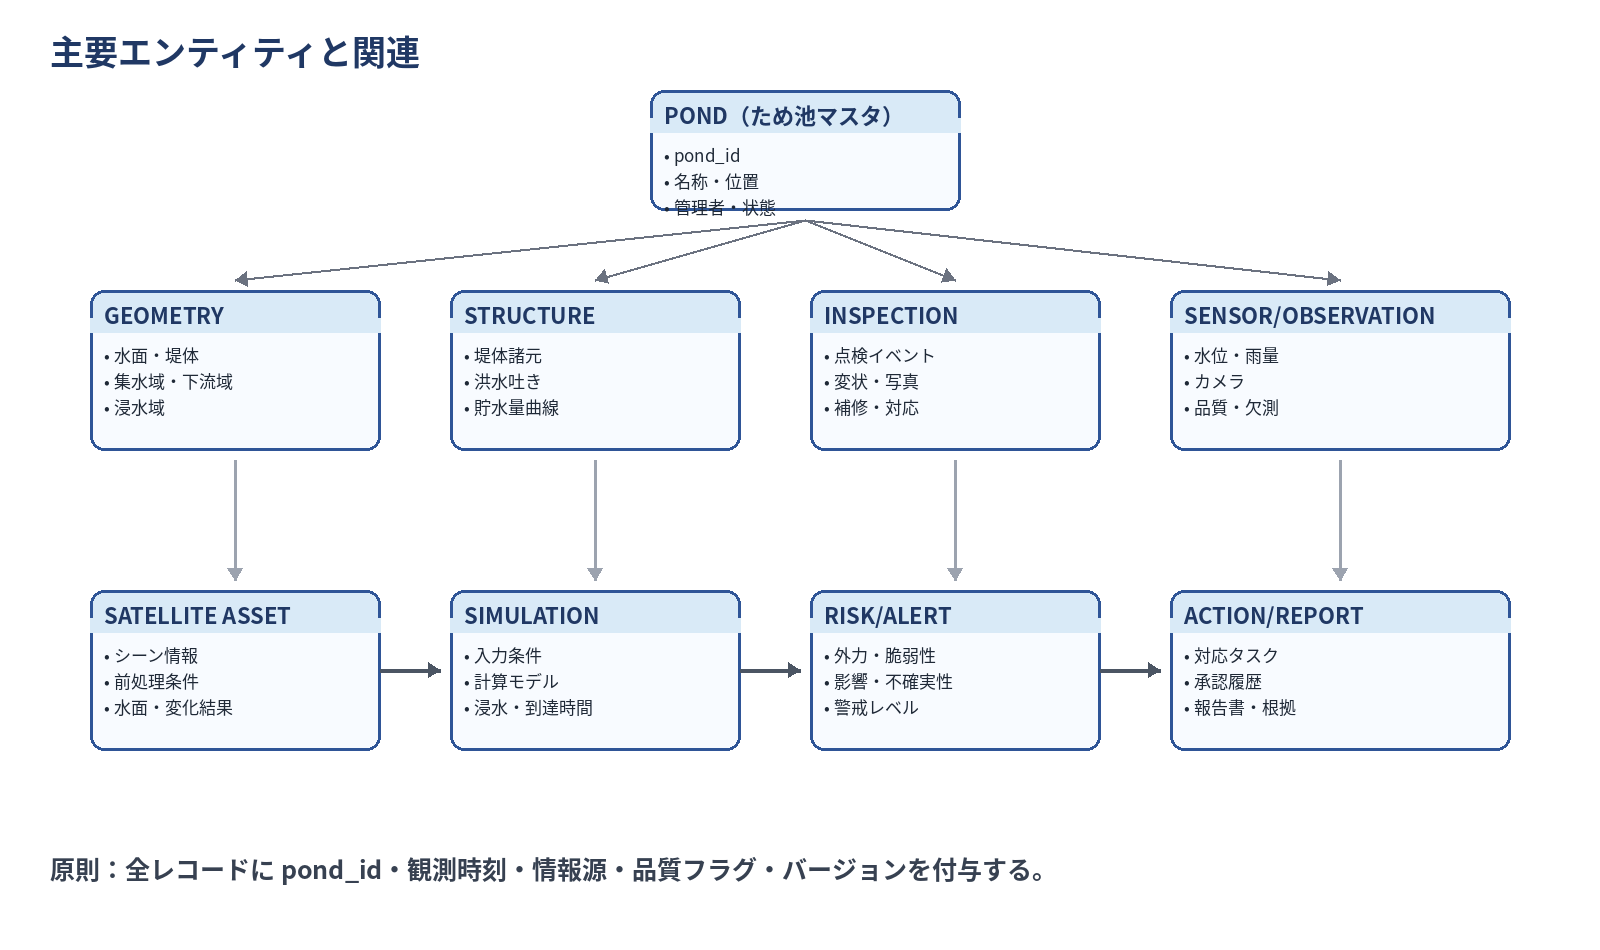 主要エンティティと関連
POND（ため池マスタ）
• pond_id
• 名称・位置
• 管理者・状態
GEOMETRY
• 水面・堤体
• 集水域・下流域
• 浸水域
STRUCTURE
• 堤体諸元
• 洪水吐き
• 貯水量曲線
INSPECTION
• 点検イベント
• 変状・写真
• 補修・対応
SENSOR/OBSERVATION
• 水位・雨量
• カメラ
• 品質・欠測
SATELLITE ASSET
• シーン情報
• 前処理条件
• 水面・変化結果
SIMULATION
• 入力条件
• 計算モデル
• 浸水・到達時間
RISK/ALERT
• 外力・脆弱性
• 影響・不確実性
• 警戒レベル
ACTION/REPORT
• 対応タスク
• 承認履歴
• 報告書・根拠
原則：全レコードに pond_id・観測時刻・情報源・品質フラグ・バージョンを付与する。